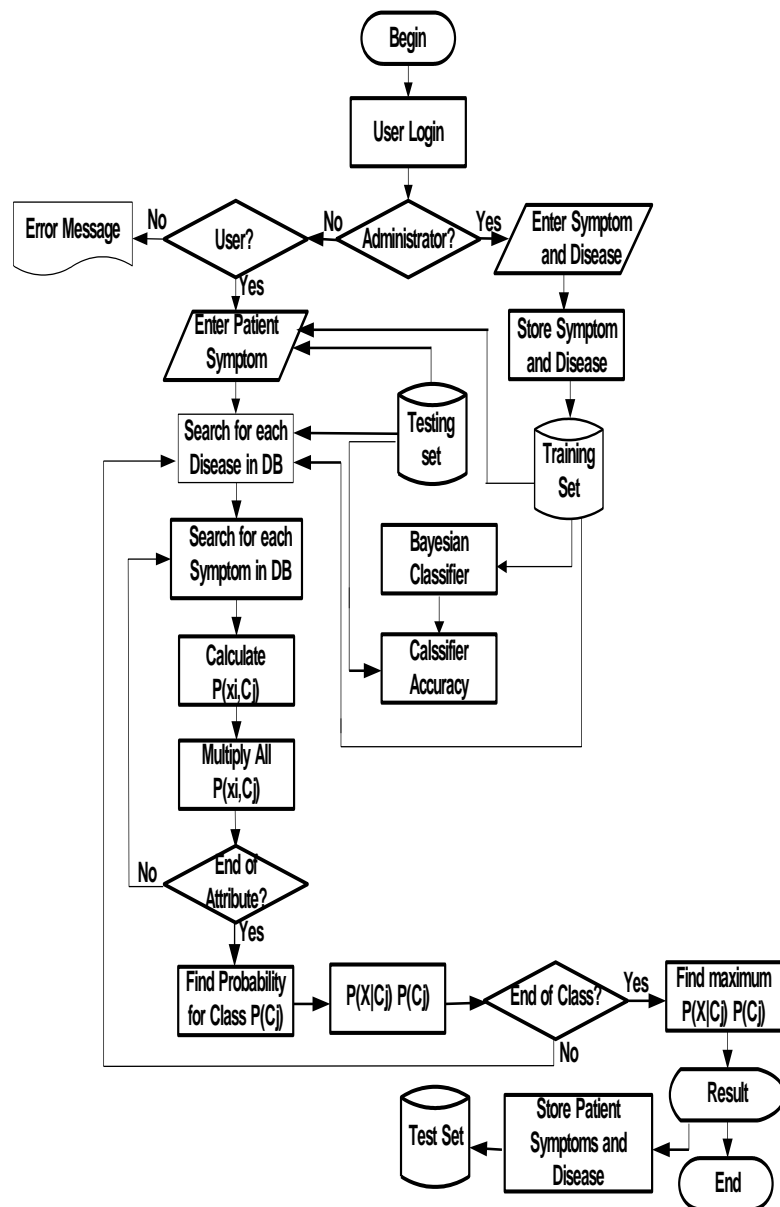 Begin
User Login
Administrator?
No
Yes
User?
No
Yes
Error Message
Enter Symptom
and Disease
Store Symptom
and Disease
Training
Set
Enter Patient
Symptom
Testing
set
Search for each
Disease in DB
Search for each
Symptom in DB
Bayesian
Classifier
Calssifier
Accuracy
Calculate
P(xi,Cj)
Multiply All
P(xi,Cj)
End of
Attribute?
No
Yes
Find Probability
for Class P(Cj)
P(X|Cj) P(Cj)
End of Class?
Yes
No
Find maximum
P(X|Cj) P(Cj)
Result
Store Patient
Symptoms and
Disease
Test Set
End